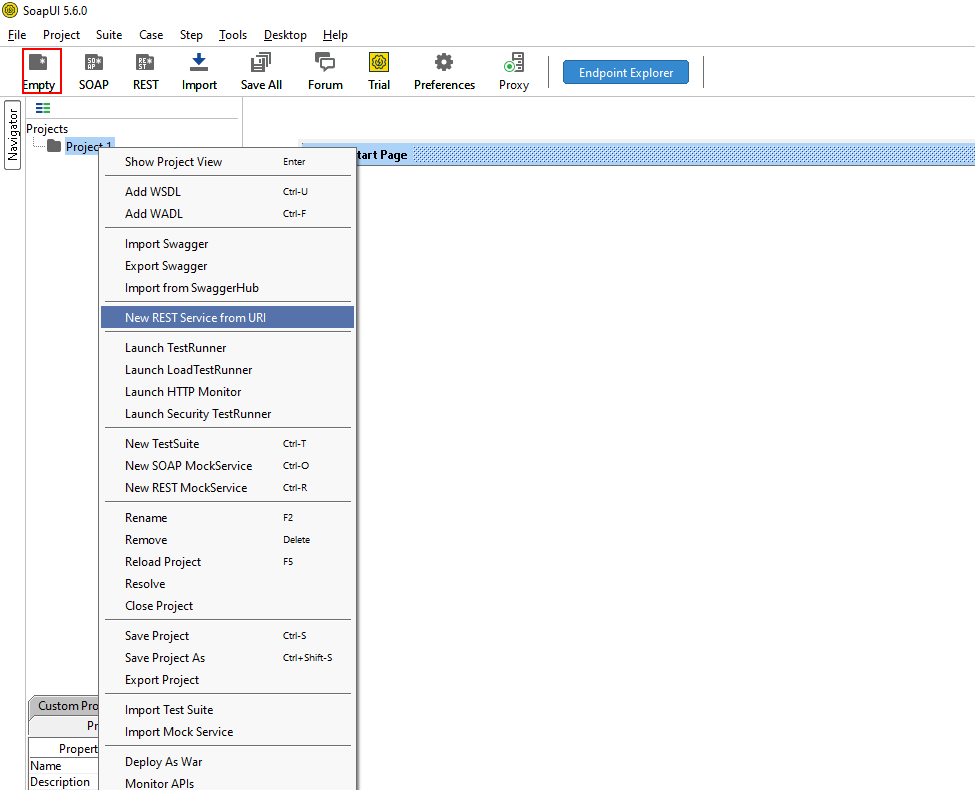 SoapUI 5.6.0
File Project Suite Case Step Tools Desktop Help
Empty SOAP REST Import Save All Forum Trial Preferences Proxy Endpoint Explorer
Navigator
Projects
Project 1
tart Page
Show Project View Enter
Add WSDL Ctrl-U
Add WADL Ctrl-F
Import Swagger
Export Swagger
Import from SwaggerHub
New REST Service from URI
Launch TestRunner
Launch LoadTestRunner
Launch HTTP Monitor
Launch Security TestRunner
New TestSuite Ctrl-T
New SOAP MockService Ctrl-O
New REST MockService Ctrl-R
Rename F2
Remove Delete
Reload Project F5
Resolve
Close Project
Save Project Ctrl-S
Save Project As Ctrl+Shift-S
Export Project
Import Test Suite
Import Mock Service
Deploy As War
Monitor APIs
Custom Pro
Pr
Propert
Name
Description